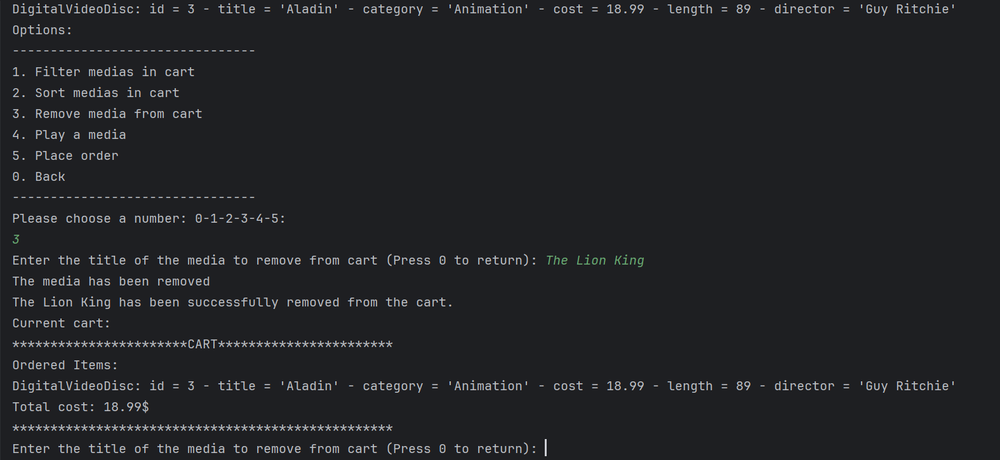 DigitalVideoDisc: id = 3 - title = 'Aladin' - category = 'Animation' - cost = 18.99 - length = 89 - director = 'Guy Ritchie'
Options:
--------------------------------
1. Filter medias in cart
2. Sort medias in cart
3. Remove media from cart
4. Play a media
5. Place order
0. Back
--------------------------------
Please choose a number: 0-1-2-3-4-5:
3
Enter the title of the media to remove from cart (Press 0 to return): The Lion King
The media has been removed
The Lion King has been successfully removed from the cart.
Current cart:
***********************CART***********************
Ordered Items:
DigitalVideoDisc: id = 3 - title = 'Aladin' - category = 'Animation' - cost = 18.99 - length = 89 - director = 'Guy Ritchie'
Total cost: 18.99$
**************************************************
Enter the title of the media to remove from cart (Press 0 to return):